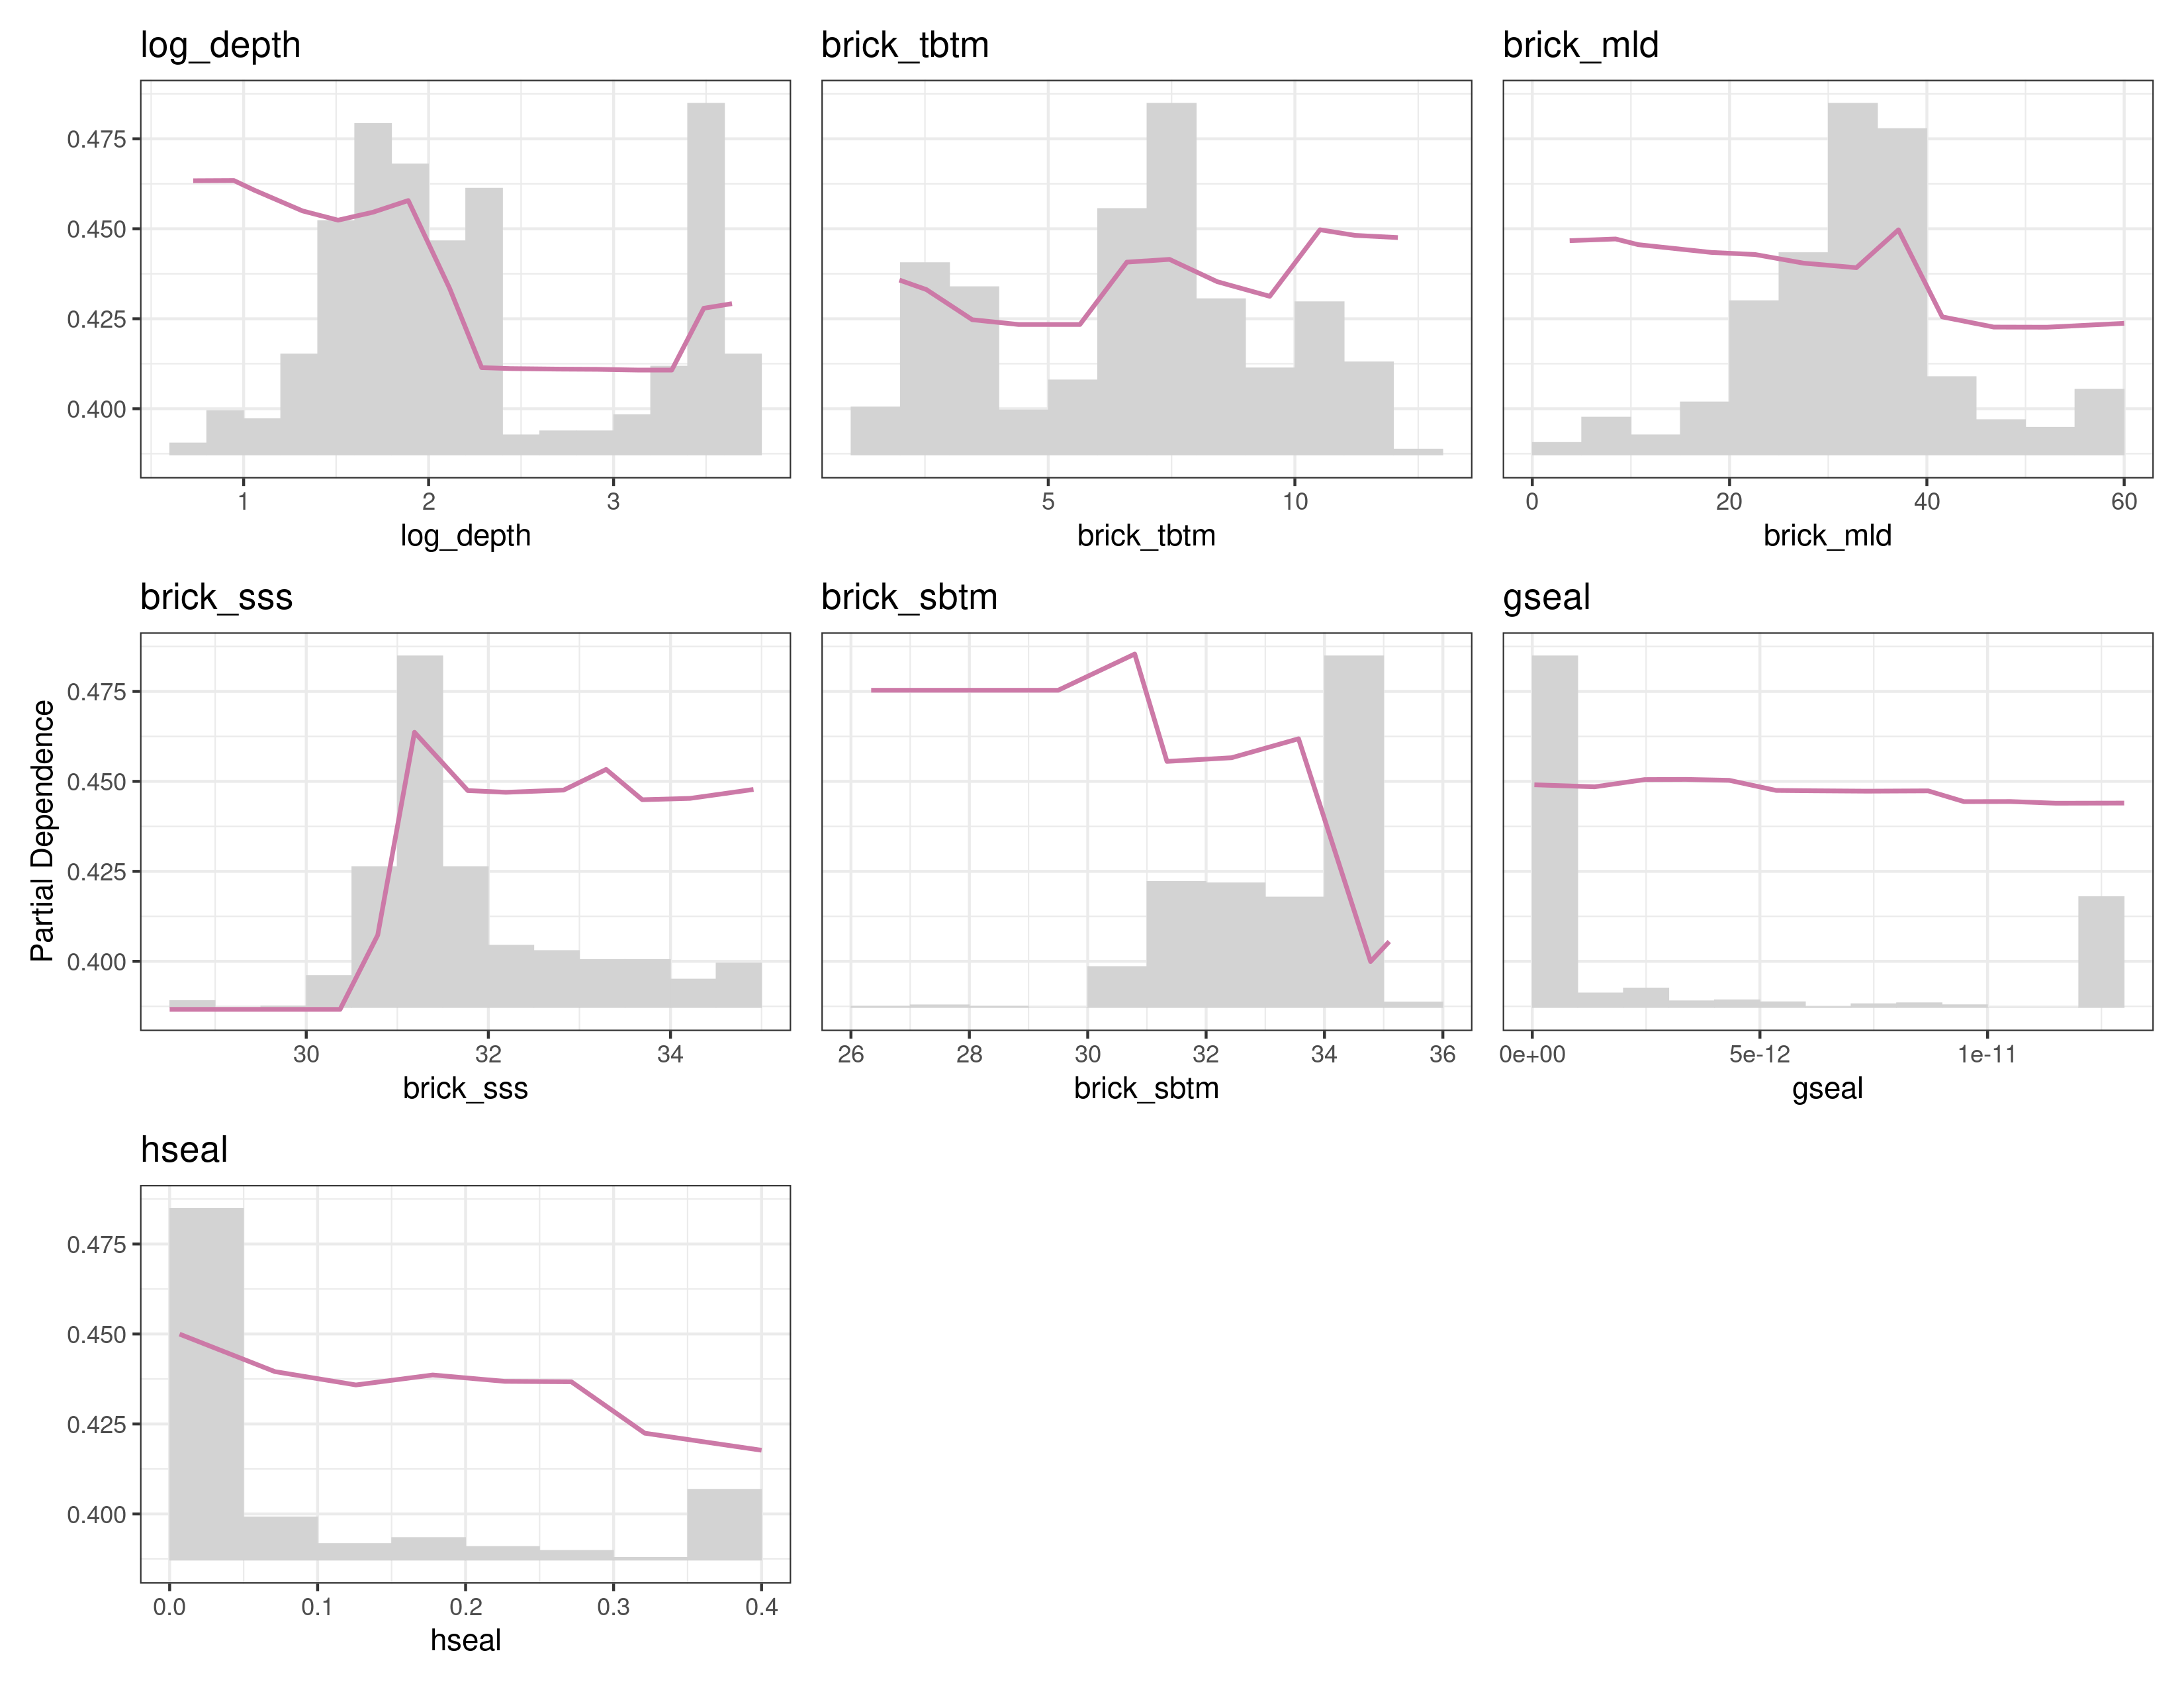 log_depth brick_tbtm brick_mld
0.475
0.450
0.425
0.400
1 2 3 5 10 0 20 40 60
log_depth brick_tbtm brick_mld
brick_sss brick_sbtm gseal
Partial Dependence
0.475
0.450
0.425
0.400
30 32 34 26 28 30 32 34 36 0e+00 5e-12 1e-11
brick_sss brick_sbtm gseal
hseal
0.475
0.450
0.425
0.400
0.0 0.1 0.2 0.3 0.4
hseal